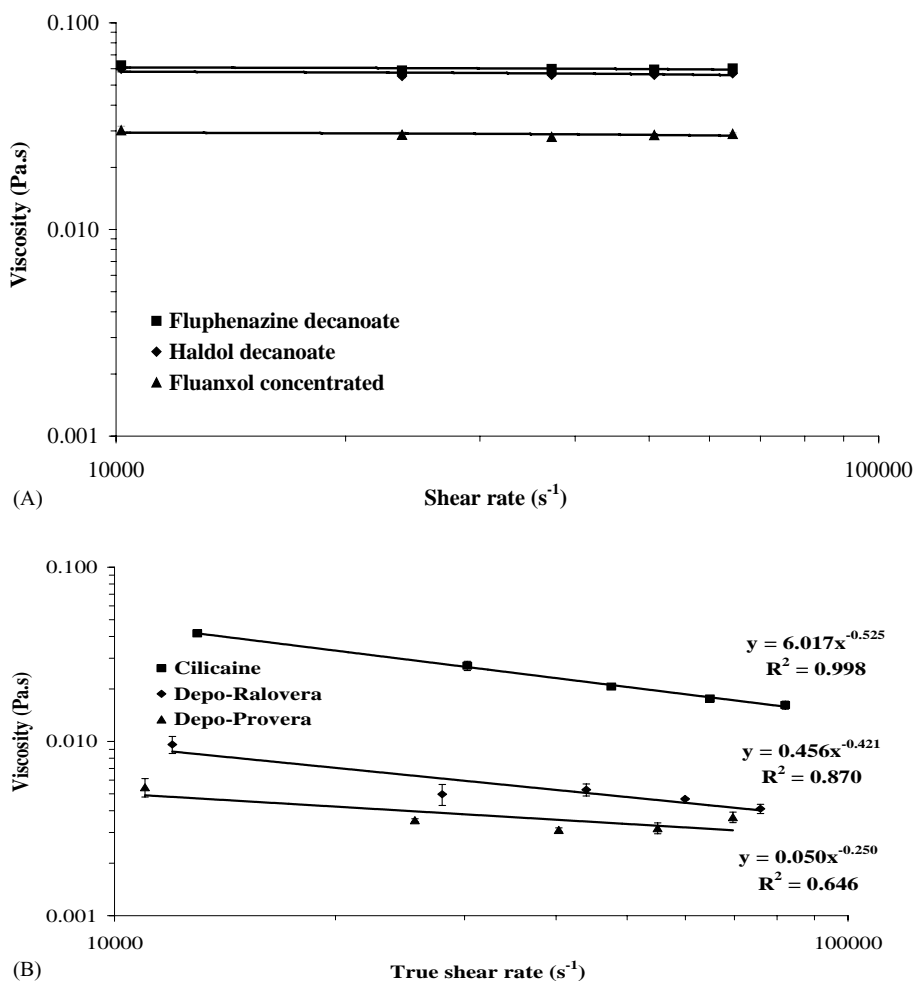 0.100
0.010
0.001
Viscosity (Pa.s)
Fluphenazine decanoate
Haldol decanoate
Fluanxol concentrated
10000 100000
(A) Shear rate (s⁻¹)
0.100
0.010
0.001
Viscosity (Pa.s)
Cilicaine
Depo-Ralovera
Depo-Provera
y = 6.017x⁻⁰·⁵²⁵
R² = 0.998
y = 0.456x⁻⁰·⁴²¹
R² = 0.870
y = 0.050x⁻⁰·²⁵⁰
R² = 0.646
10000 100000
(B) True shear rate (s⁻¹)